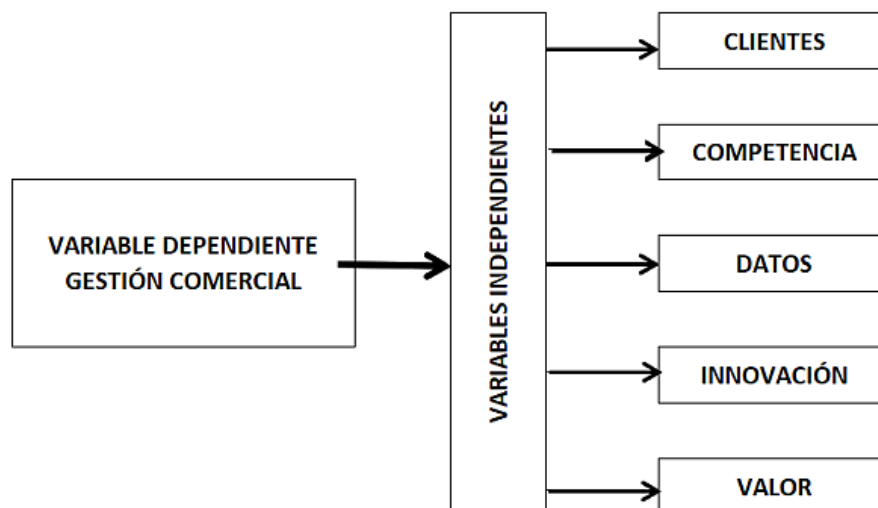 VARIABLE DEPENDIENTE
GESTIÓN COMERCIAL
VARIABLES INDEPENDIENTES
CLIENTES
COMPETENCIA
DATOS
INNOVACIÓN
VALOR